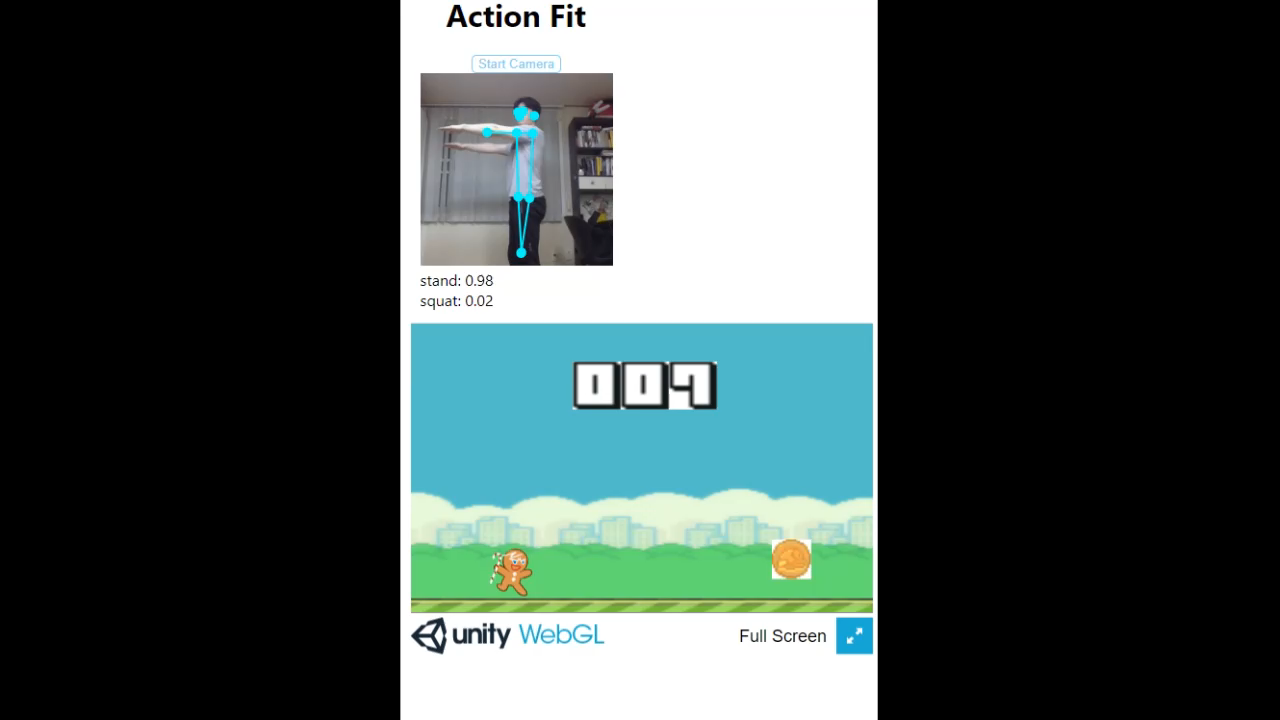 Action Fit
Start Camera
stand: 0.98
squat: 0.02
007
unity WebGL
Full Screen